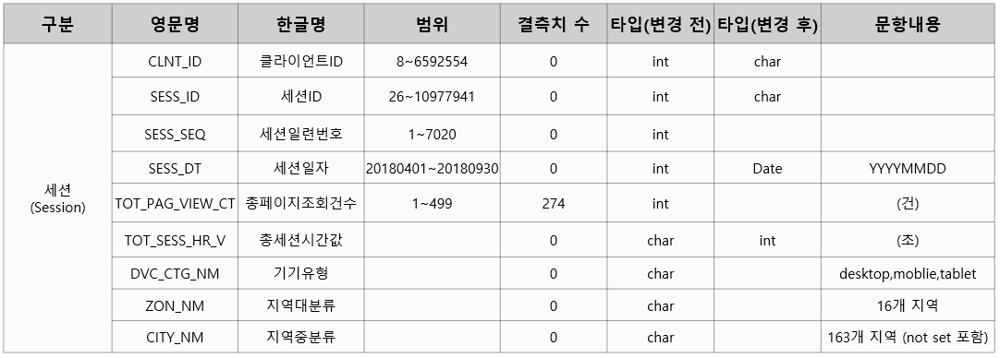 구분 영문명 한글명 범위 결측치 수 타입(변경 전) 타입(변경 후) 문항내용
세션
(Session)
CLNT_ID 클라이언트ID 8~6592554 0 int char
SESS_ID 세션ID 26~10977941 0 int char
SESS_SEQ 세션일련번호 1~7020 0 int
SESS_DT 세션일자 20180401~20180930 0 int Date YYYYMMDD
TOT_PAG_VIEW_CT 총페이지조회건수 1~499 274 int (건)
TOT_SESS_HR_V 총세션시간값 0 char int (초)
DVC_CTG_NM 기기유형 0 char desktop,moblie,tablet
ZON_NM 지역대분류 0 char 16개 지역
CITY_NM 지역중분류 0 char 163개 지역 (not set 포함)